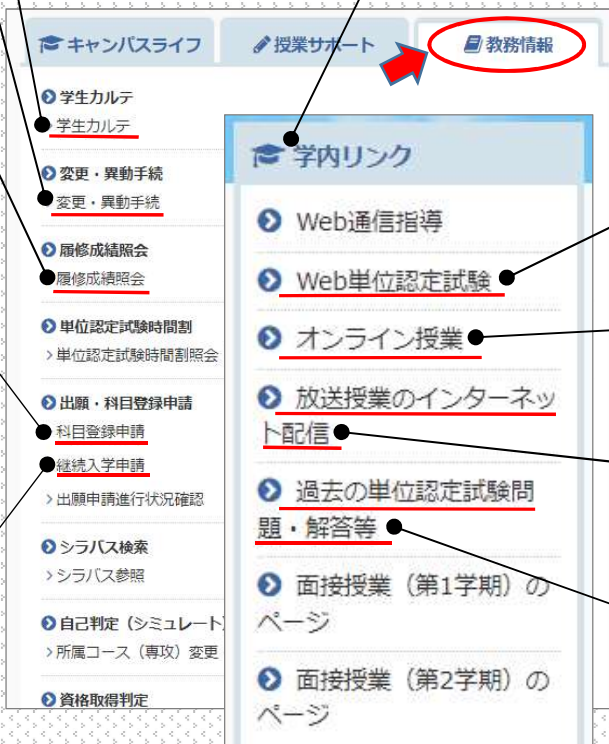 キャンパスライフ
授業サポート
教務情報
学生カルテ
学生カルテ
変更・異動手続
変更・異動手続
履修成績照会
履修成績照会
単位認定試験時間割
単位認定試験時間割照会
出願・科目登録申請
科目登録申請
継続入学申請
出願申請進行状況確認
シラバス検索
シラバス参照
自己判定（シミュレート
所属コース（専攻）変更
資格取得判定
学内リンク
Web通信指導
Web単位認定試験
オンライン授業
放送授業のインターネッ
ト配信
過去の単位認定試験問
題・解答等
面接授業（第1学期）の
ページ
面接授業（第2学期）の
ページ